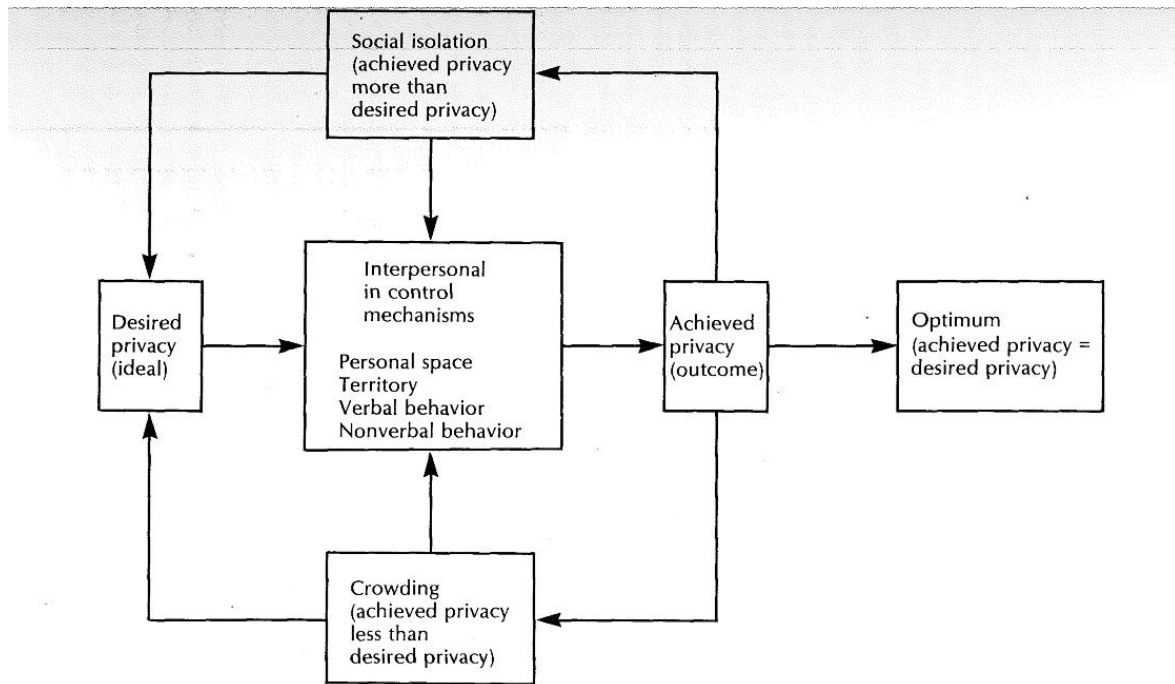 Social isolation
(achieved privacy
more than
desired privacy)
Desired
privacy
(ideal)
Interpersonal
in control
mechanisms
Personal space
Territory
Verbal behavior
Nonverbal behavior
Achieved
privacy
(outcome)
Optimum
(achieved privacy =
desired privacy)
Crowding
(achieved privacy
less than
desired privacy)